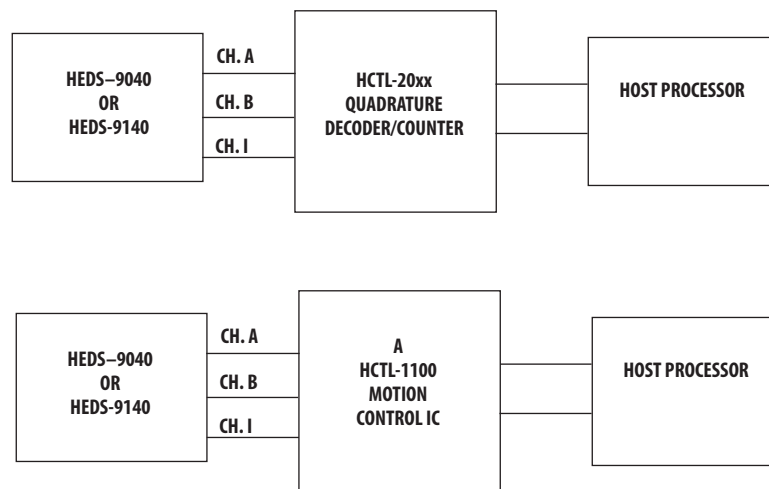 HEDS–9040
OR
HEDS-9140
CH. A
CH. B
CH. I
HCTL-20xx
QUADRATURE
DECODER/COUNTER
HOST PROCESSOR
HEDS–9040
OR
HEDS-9140
CH. A
CH. B
CH. I
A
HCTL-1100
MOTION
CONTROL IC
HOST PROCESSOR